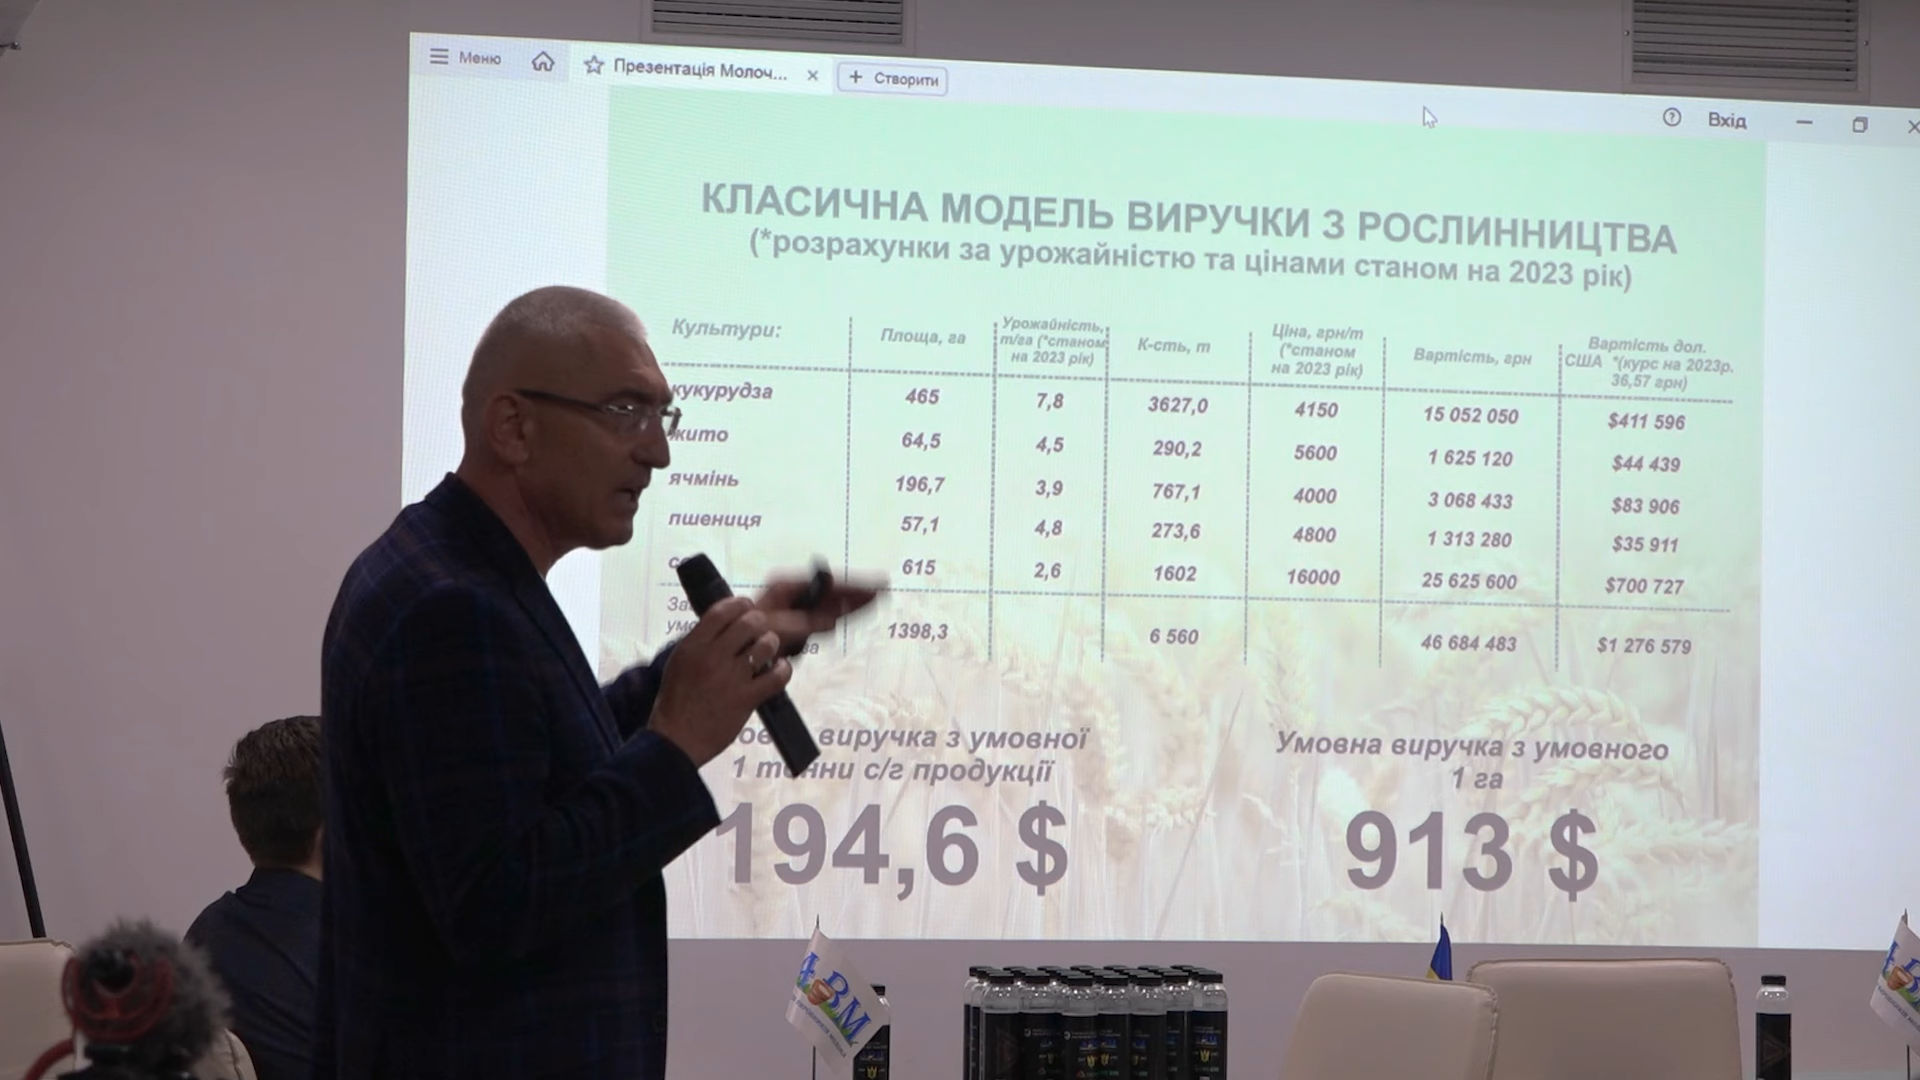 Меню
Презентація Молоч...
Створити
Вхід
КЛАСИЧНА МОДЕЛЬ ВИРУЧКИ З РОСЛИННИЦТВА
(*розрахунки за урожайністю та цінами станом на 2023 рік)
Культури:
Площа, га
Урожайність,
т/га (*станом
на 2023 рік)
К-сть, т
Ціна, грн/т
(*станом
на 2023 рік)
Вартість, грн
Вартість дол.
США *(курс на 2023р.
36,57 грн)
кукурудза 465 7,8 3627,0 4150 15 052 050 $411 596
жито 64,5 4,5 290,2 5600 1 625 120 $44 439
ячмінь 196,7 3,9 767,1 4000 3 068 433 $83 906
пшениця 57,1 4,8 273,6 4800 1 313 280 $35 911
615 2,6 1602 16000 25 625 600 $700 727
1398,3 6 560 46 684 483 $1 276 579
виручка з умовної
1 тонни с/г продукції
194,6 $
Умовна виручка з умовного
1 га
913 $
АВМ